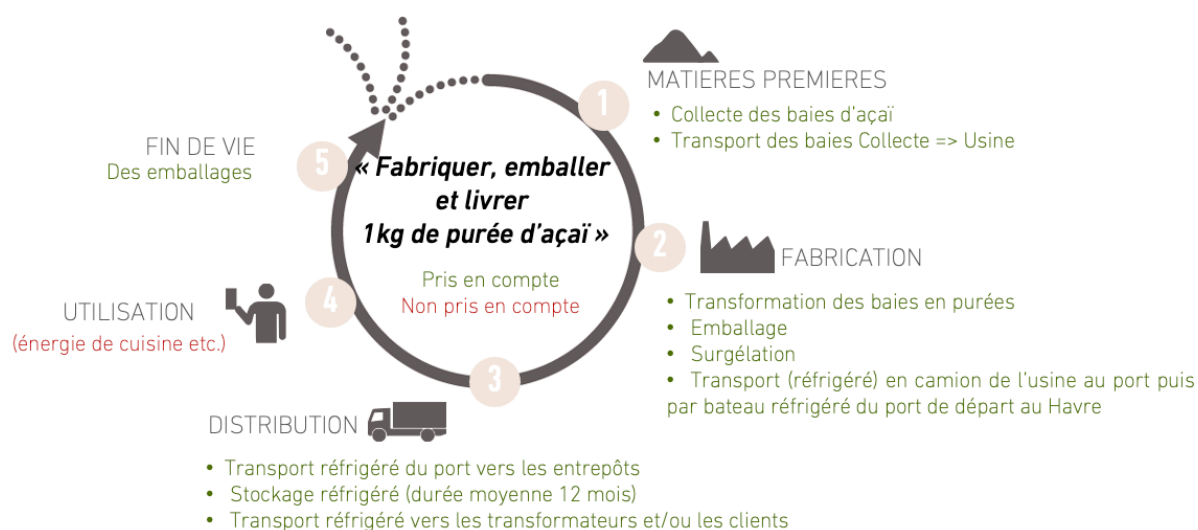 1
MATIERES PREMIERES
• Collecte des baies d'açaï
• Transport des baies Collecte => Usine
2
FABRICATION
• Transformation des baies en purées
• Emballage
• Surgélation
• Transport (réfrigéré) en camion de l'usine au port puis
par bateau réfrigéré du port de départ au Havre
3
DISTRIBUTION
• Transport réfrigéré du port vers les entrepôts
• Stockage réfrigéré (durée moyenne 12 mois)
• Transport réfrigéré vers les transformateurs et/ou les clients
4
UTILISATION
(énergie de cuisine etc.)
5
FIN DE VIE
Des emballages
« Fabriquer, emballer
et livrer
1kg de purée d'açaï »
Pris en compte
Non pris en compte